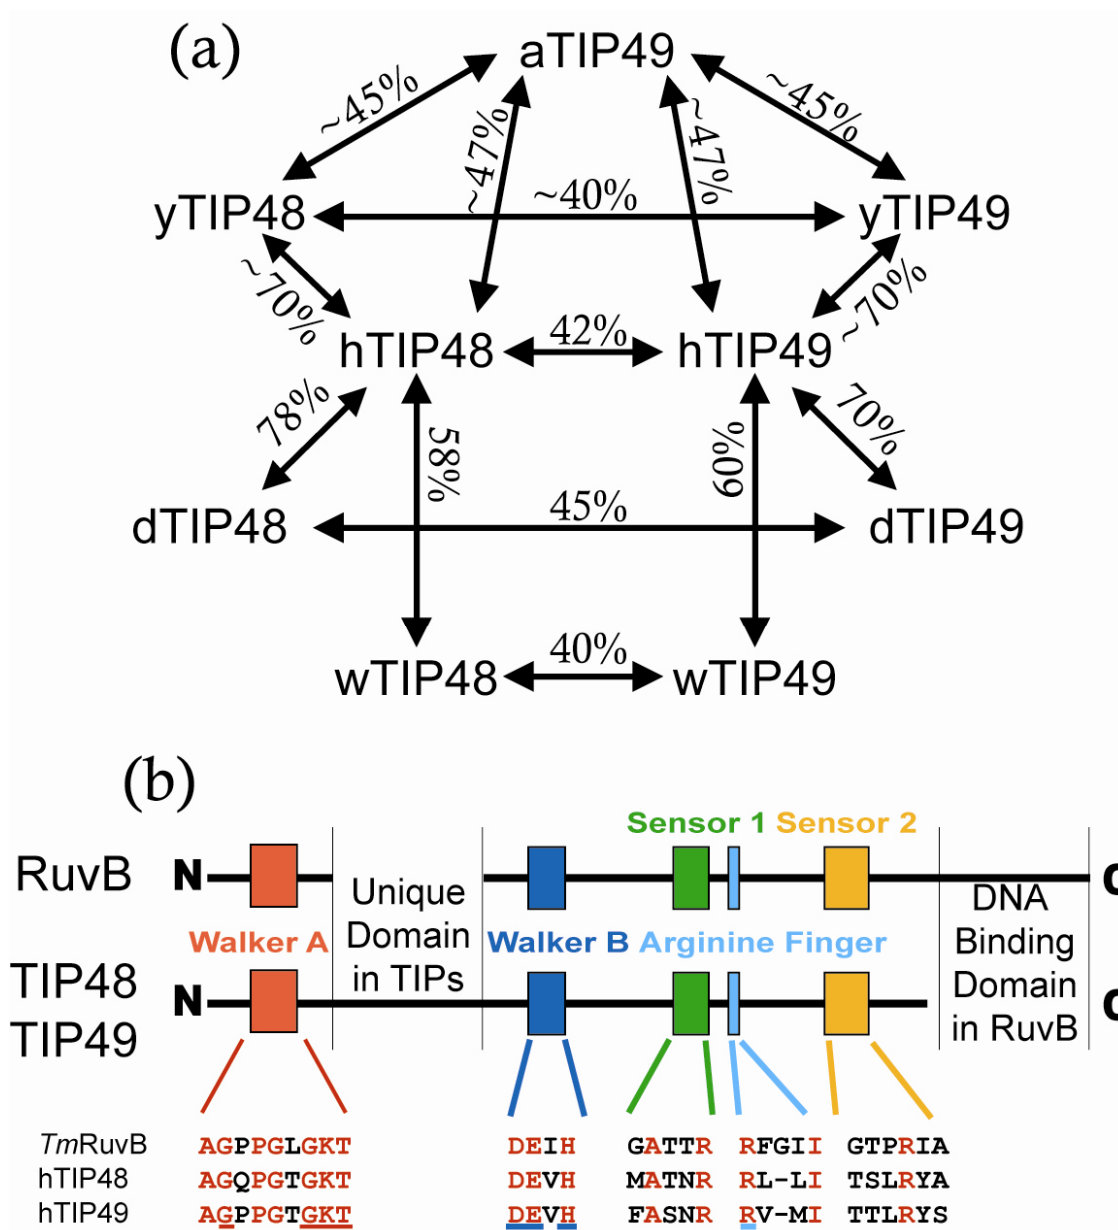 (a)
aTIP49
~45%
~45%
~47%
~47%
yTIP48
~40%
yTIP49
~70%
~70%
hTIP48
42%
hTIP49
78%
58%
60%
70%
dTIP48
45%
dTIP49
wTIP48
40%
wTIP49
(b)
Sensor 1 Sensor 2
RuvB
N
C
Unique
Domain
in TIPs
DNA
Binding
Domain
in RuvB
Walker A
Walker B
Arginine Finger
TIP48
TIP49
N
C
TmRuvB AGPPGLGKT DEIH GATTR RFGII GTPRIA
hTIP48 AGQPGTGKT DEVH MATNR RL-LI TSLRYA
hTIP49 AGPPGTGKT DEVH FASNR RV-MI TTLRYS